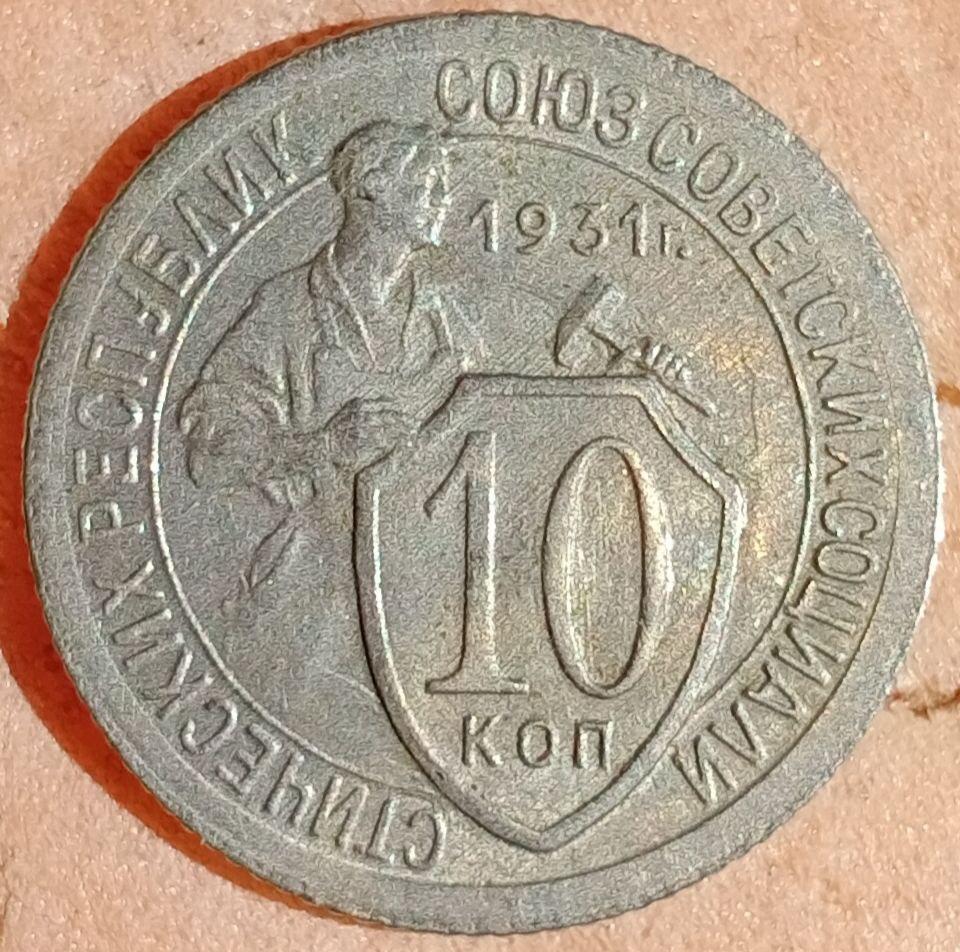 СОЮЗ СОВЕТСКИХ СОЦИАЛИСТИЧЕСКИХ РЕСПУБЛИК
1931г.
10
КОП